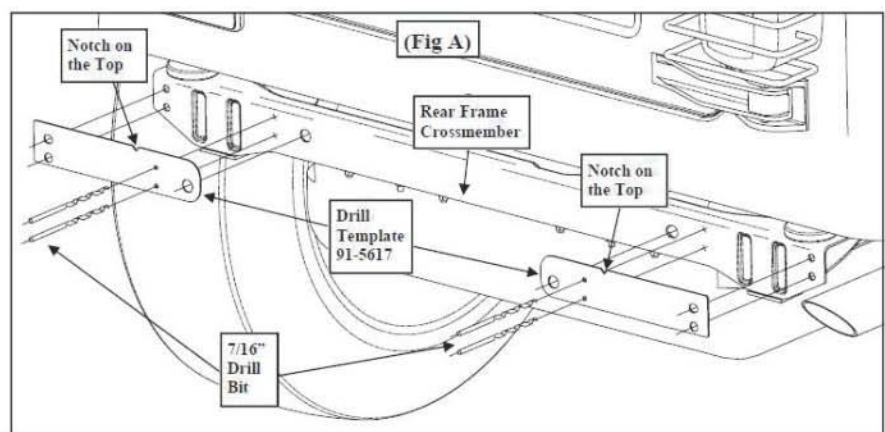 (Fig A)
Notch on
the Top
Rear Frame
Crossmember
Notch on
the Top
Drill
Template
91-5617
7/16”
Drill
Bit